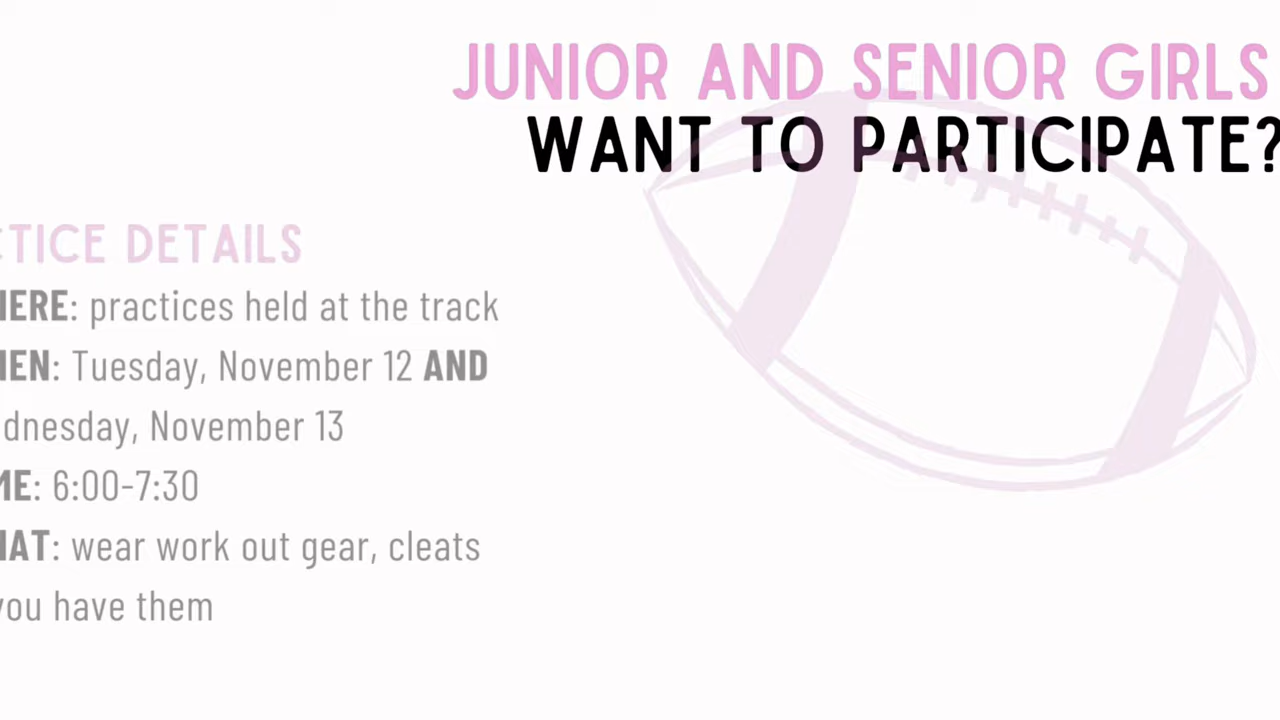 JUNIOR AND SENIOR GIRLS
WANT TO PARTICIPATE?
CTICE DETAILS
HERE: practices held at the track
HEN: Tuesday, November 12 AND
dnesday, November 13
ME: 6:00-7:30
HAT: wear work out gear, cleats
you have them